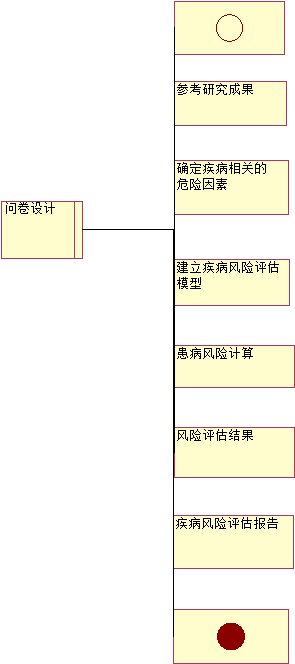 参考研究成果
确定疾病相关的
危险因素
问卷设计
建立疾病风险评估
模型
患病风险计算
风险评估结果
疾病风险评估报告